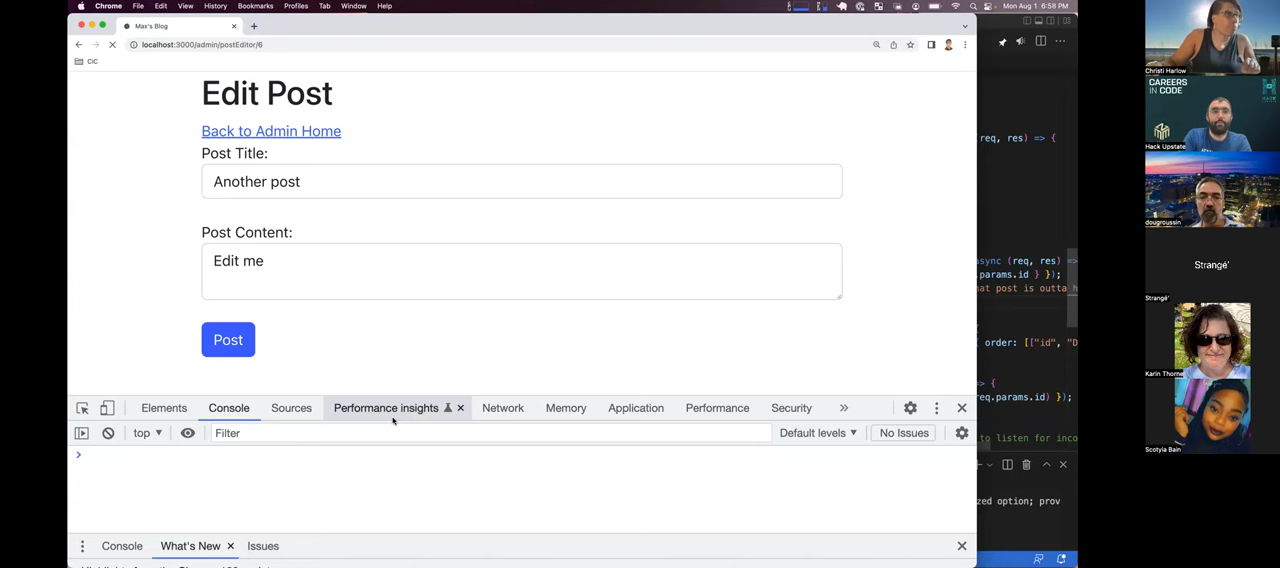 Chrome File Edit View History Bookmarks Profiles Tab Window Help
Mon Aug 1 6:58 PM
Max's Blog
localhost:3000/admin/postEditor/6
CIC
Edit Post
Back to Admin Home
Post Title:
Another post
Post Content:
Edit me
Post
Elements Console Sources Performance insights Network Memory Application Performance Security
top Filter Default levels No Issues
Console What's New Issues
(req, res) => {
async (req, res) =>
.params.id } });
hat post is outta h
{ order: [["id", "D
=> {
req.params.id) });
to listen for inco
zed option; prov
Christi Harlow
CAREERS
IN CODE
Hack Upstate
dougroussin
Strangé'
Strangé'
Karin Thorne
Scotyia Bain